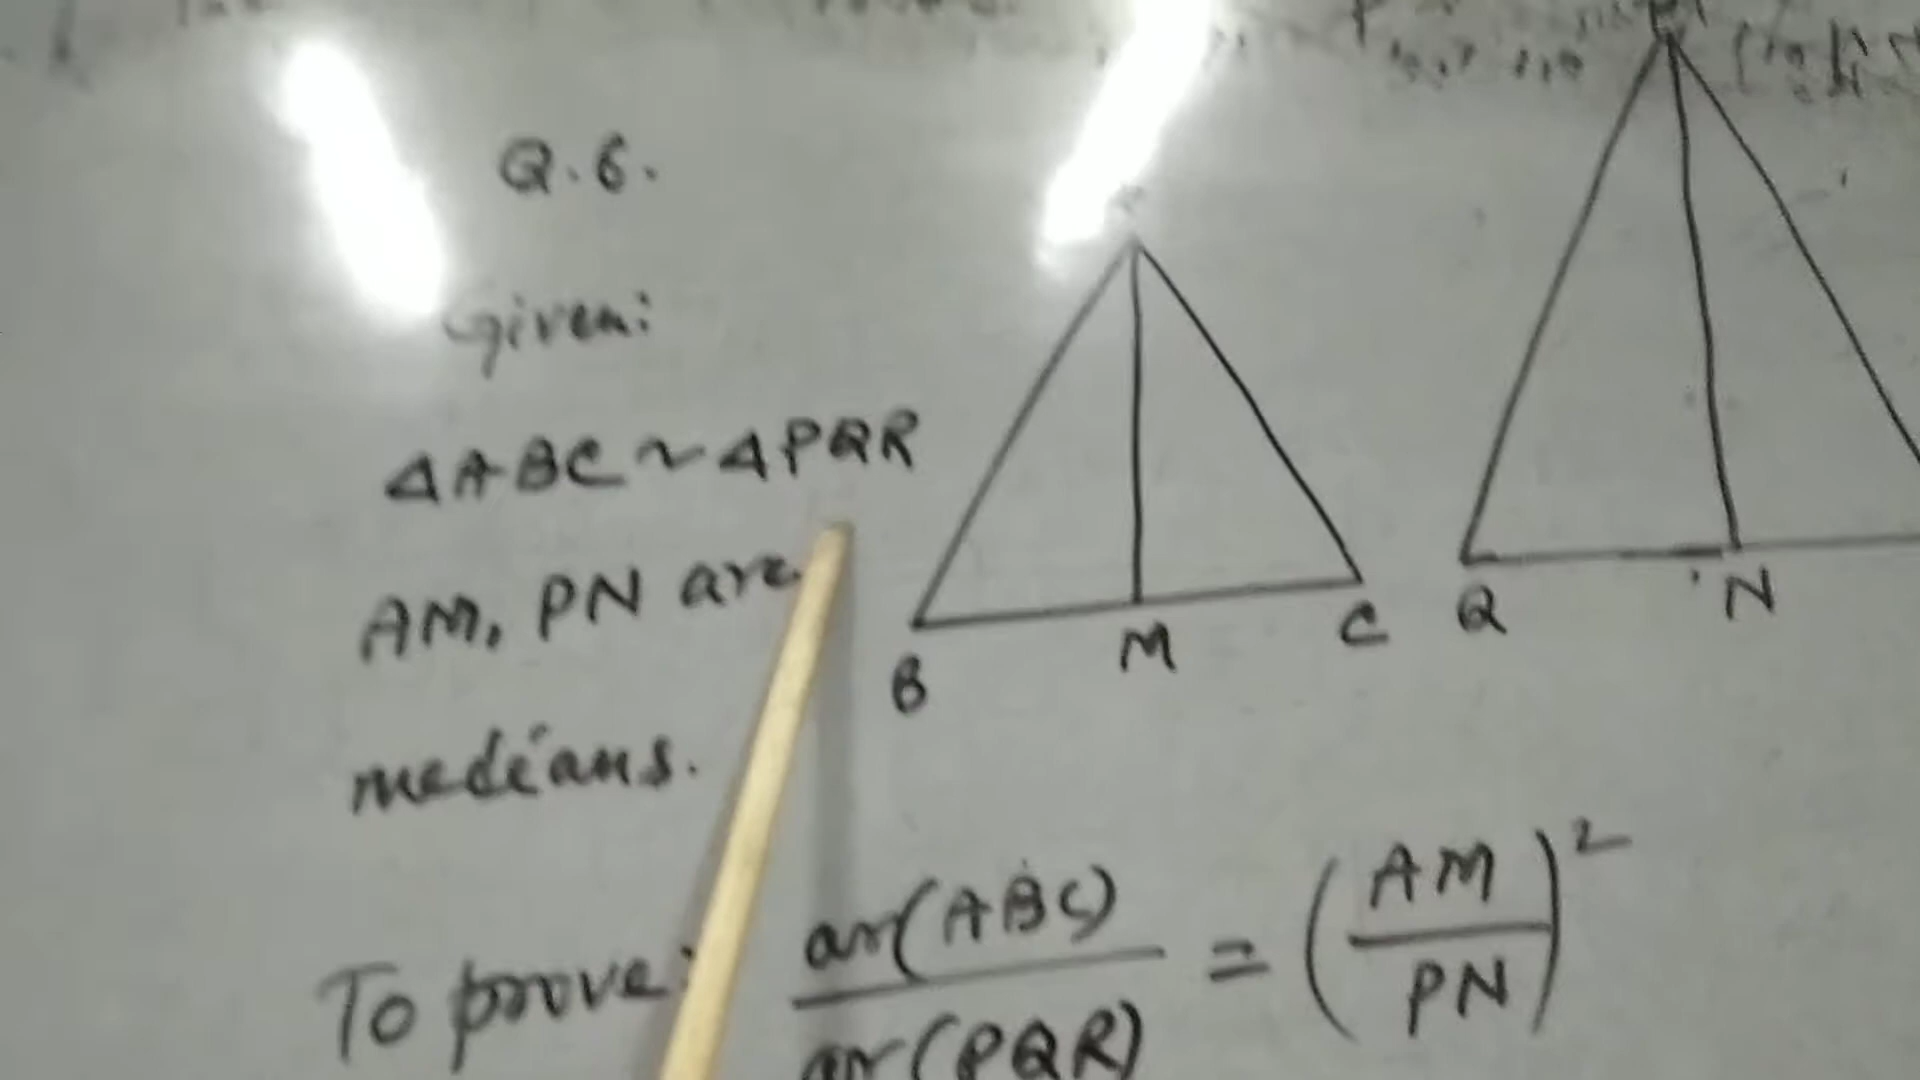 Q.6.
Given:
ΔABC ~ ΔPQR
AM, PN are
medians.
B
M
C
Q
N
To prove: ar(ABC) / ar(PQR) = (AM / PN)²